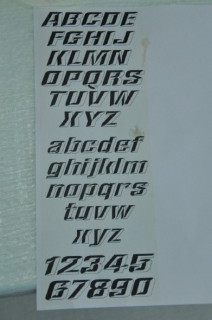 ABCDE
FGHIJ
KLMN
OPQRS
TUVW
XYZ
abcdef
ghijklm
nopqrs
tuvw
xyz
12345
67890